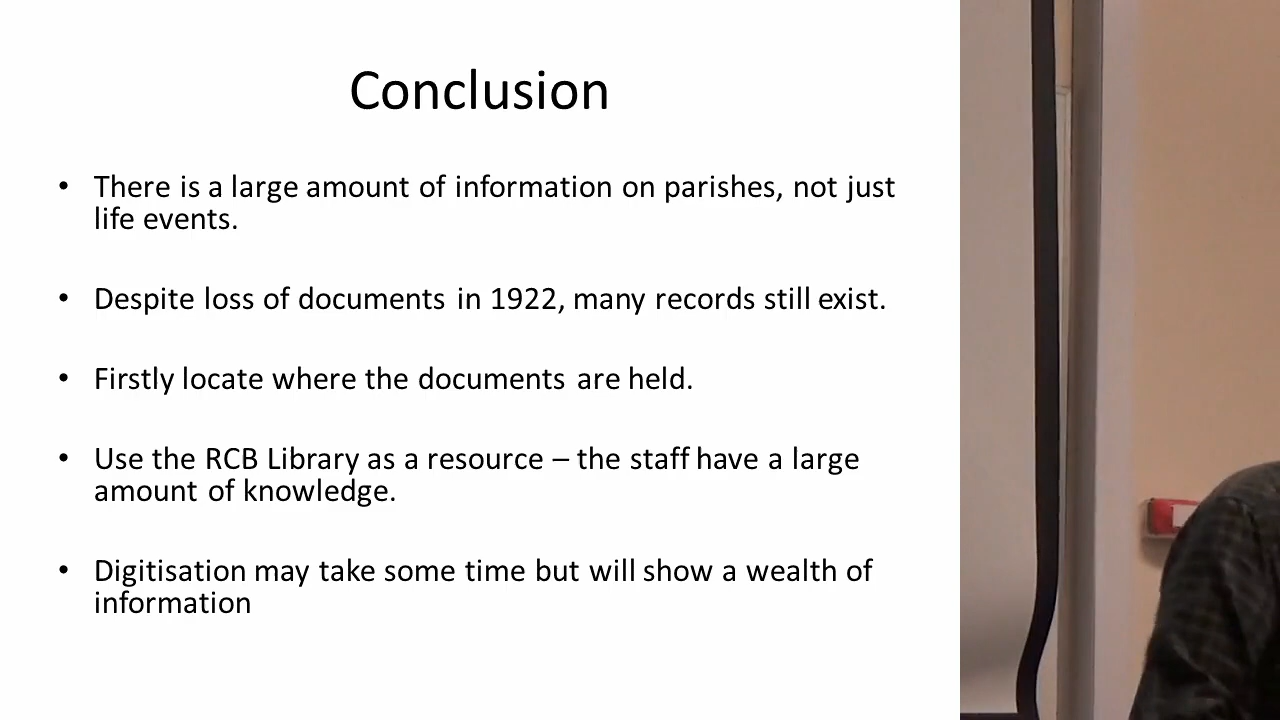 Conclusion
• There is a large amount of information on parishes, not just
life events.
• Despite loss of documents in 1922, many records still exist.
• Firstly locate where the documents are held.
• Use the RCB Library as a resource – the staff have a large
amount of knowledge.
• Digitisation may take some time but will show a wealth of
information